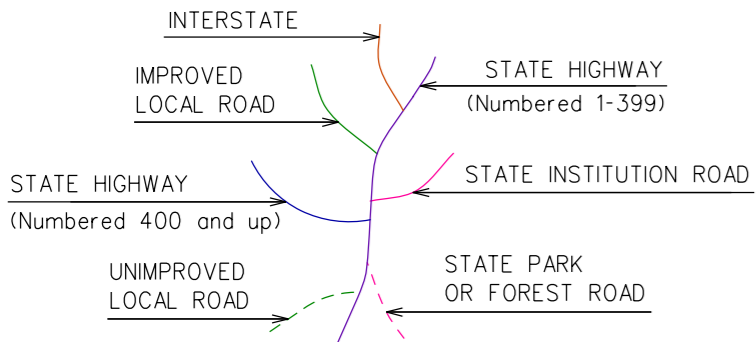 INTERSTATE
IMPROVED
LOCAL ROAD
STATE HIGHWAY
(Numbered 1-399)
STATE HIGHWAY
(Numbered 400 and up)
STATE INSTITUTION ROAD
UNIMPROVED
LOCAL ROAD
STATE PARK
OR FOREST ROAD